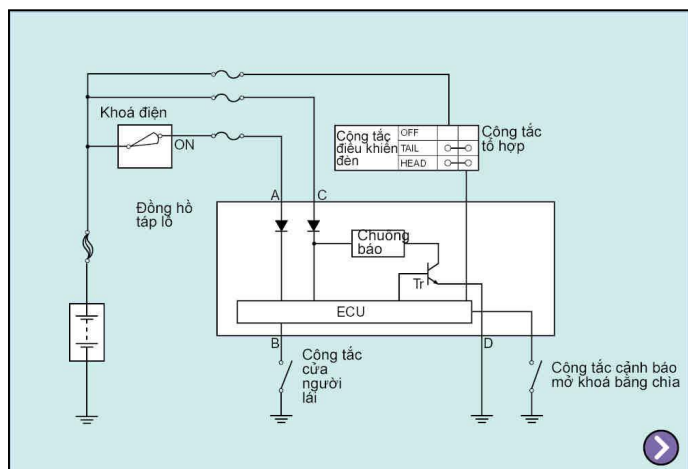 Khoá điện
ON
Cộng tắc
điều khiển
đèn
OFF
TAIL
HEAD
Công tắc
tổ hợp
A
C
Đồng hồ
táp lô
Chuông
báo
Tr
ECU
B
D
Công tắc
cửa
người
lái
Công tắc cảnh báo
mở khoá bằng chìa